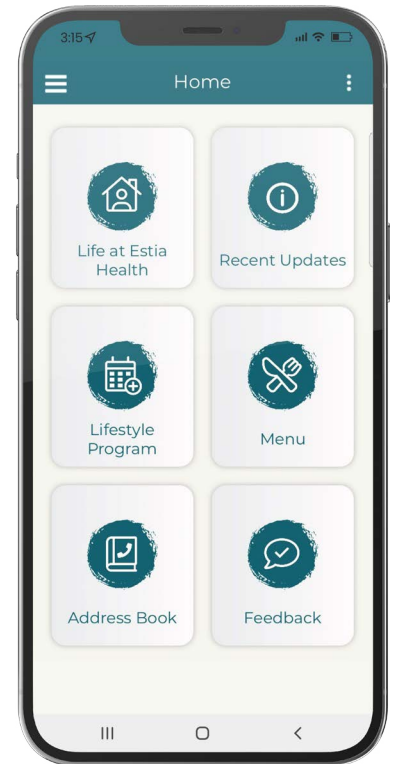 3:15
Home
Life at Estia
Health
Recent Updates
Lifestyle
Program
Menu
Address Book
Feedback